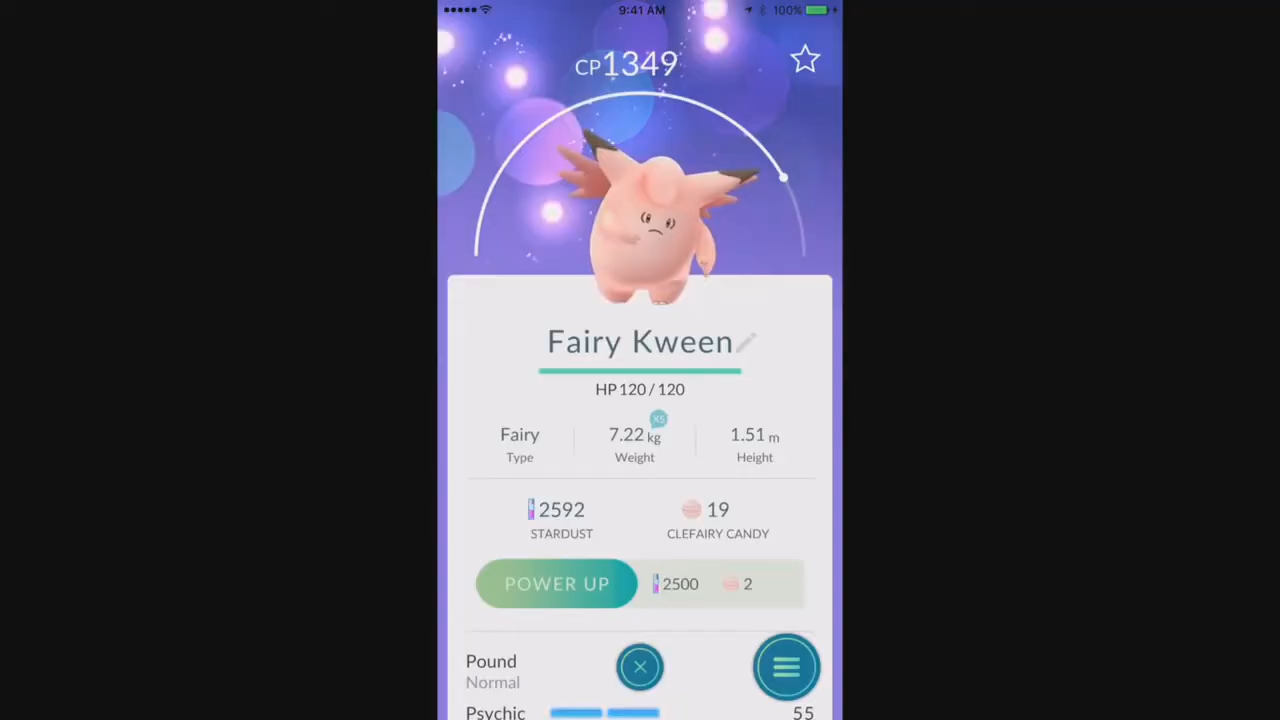 9:41 AM 100%
CP1349
Fairy Kween
HP 120 / 120
XS
Fairy 7.22 kg 1.51 m
Type Weight Height
2592 19
STARDUST CLEFAIRY CANDY
POWER UP 2500 2
Pound
Normal
Psychic 55